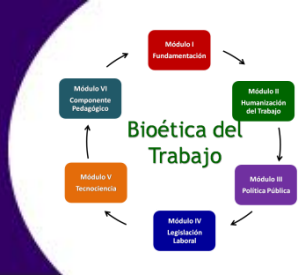 Módulo I
Fundamentación
Módulo II
Humanización
del Trabajo
Módulo III
Política Pública
Módulo IV
Legislación
Laboral
Módulo V
Tecnociencia
Módulo VI
Componente
Pedagógico
Bioética del
Trabajo